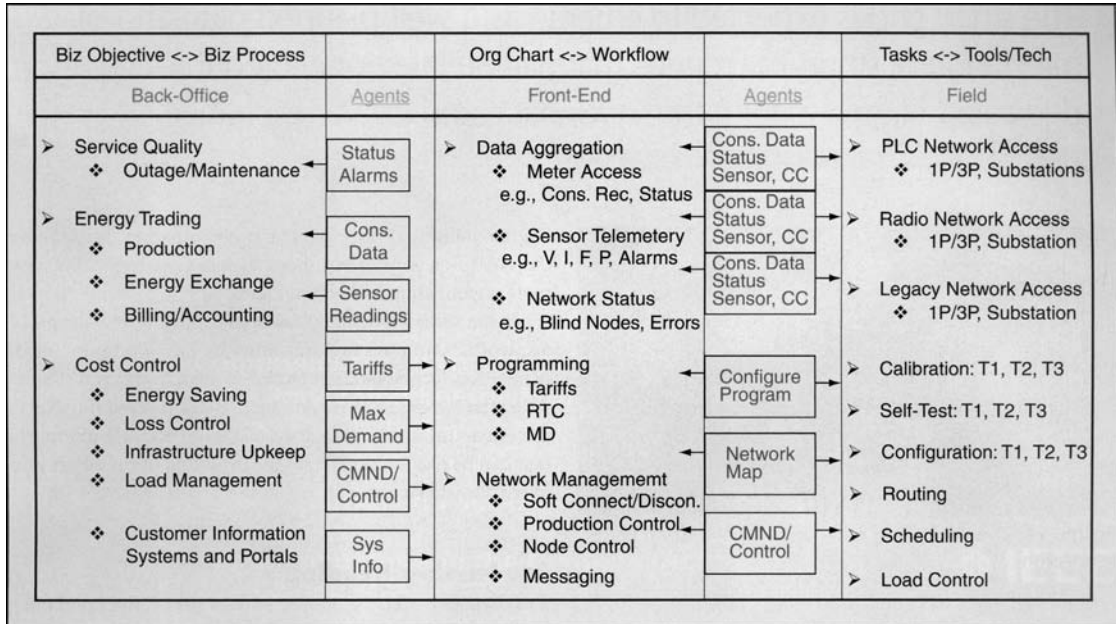 Biz Objective <-> Biz Process
Org Chart <-> Workflow
Tasks <-> Tools/Tech
Back-Office
Agents
Front-End
Agents
Field
➢ Service Quality
❖ Outage/Maintenance
➢ Energy Trading
❖ Production
❖ Energy Exchange
❖ Billing/Accounting
➢ Cost Control
❖ Energy Saving
❖ Loss Control
❖ Infrastructure Upkeep
❖ Load Management
❖ Customer Information
Systems and Portals
Status
Alarms
Cons.
Data
Sensor
Readings
Tariffs
Max
Demand
CMND/
Control
Sys
Info
➢ Data Aggregation
❖ Meter Access
e.g., Cons. Rec, Status
❖ Sensor Telemetery
e.g., V, I, F, P, Alarms
❖ Network Status
e.g., Blind Nodes, Errors
➢ Programming
❖ Tariffs
❖ RTC
❖ MD
➢ Network Managememt
❖ Soft Connect/Discon.
❖ Production Control
❖ Node Control
❖ Messaging
Cons. Data
Status
Sensor, CC
Cons. Data
Status
Sensor, CC
Cons. Data
Status
Sensor, CC
Configure
Program
Network
Map
CMND/
Control
➢ PLC Network Access
❖ 1P/3P, Substations
➢ Radio Network Access
❖ 1P/3P, Substation
➢ Legacy Network Access
❖ 1P/3P, Substation
➢ Calibration: T1, T2, T3
➢ Self-Test: T1, T2, T3
➢ Configuration: T1, T2, T3
➢ Routing
➢ Scheduling
➢ Load Control